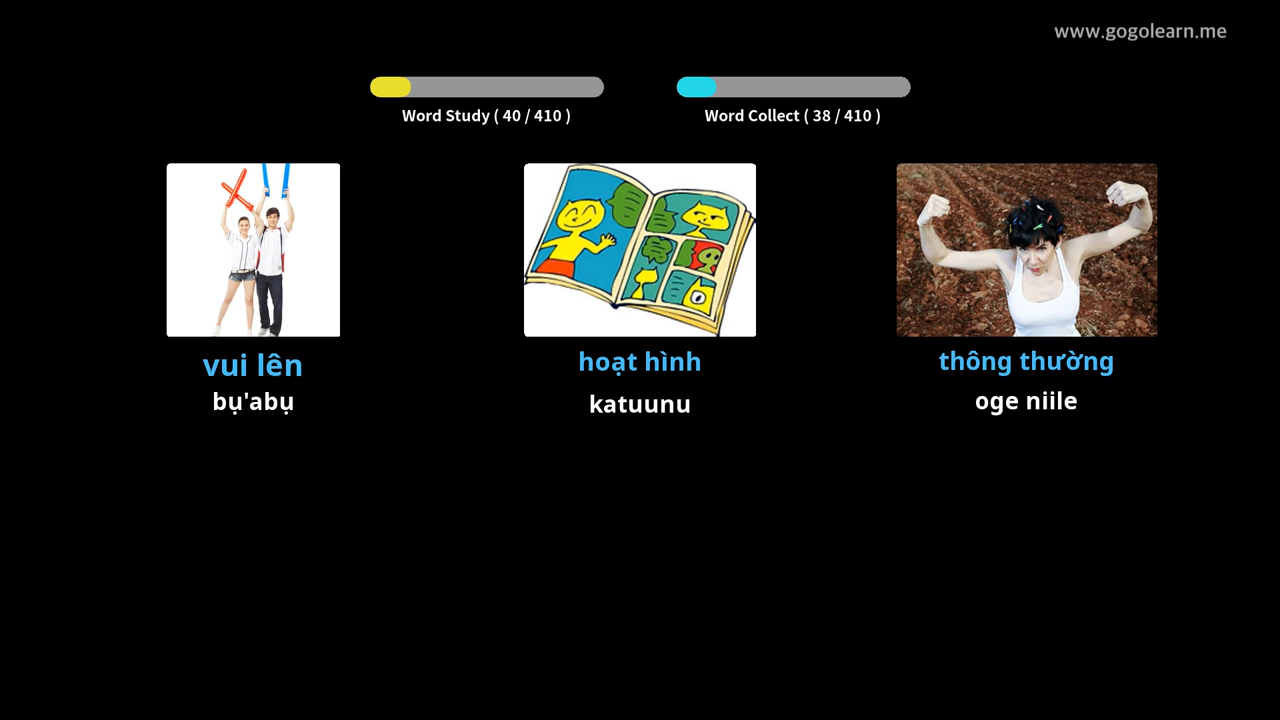 www.gogolearn.me
Word Study ( 40 / 410 )
Word Collect ( 38 / 410 )
vui lên
bụ'abụ
hoạt hình
katuunu
thông thường
oge niile